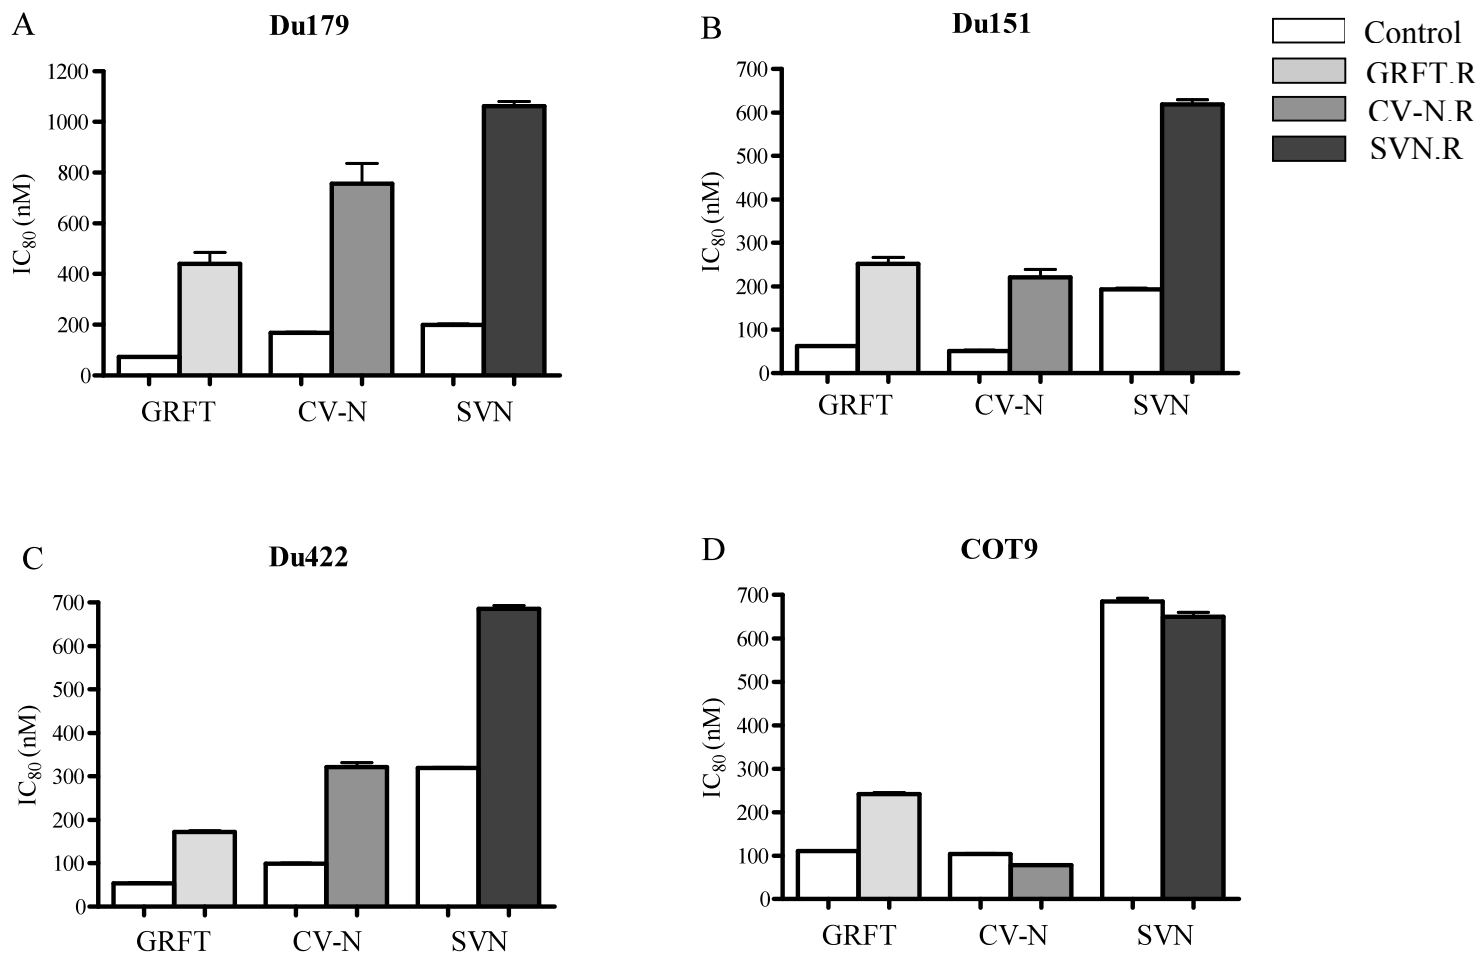 A
Du179
1200
1000
800
600
400
200
0
IC80 (nM)
GRFT
CV-N
SVN
B
Du151
700
600
500
400
300
200
100
0
IC80 (nM)
GRFT
CV-N
SVN
Control
GRFT.R
CV-N.R
SVN.R
C
Du422
700
600
500
400
300
200
100
0
IC80 (nM)
GRFT
CV-N
SVN
D
COT9
700
600
500
400
300
200
100
0
IC80 (nM)
GRFT
CV-N
SVN